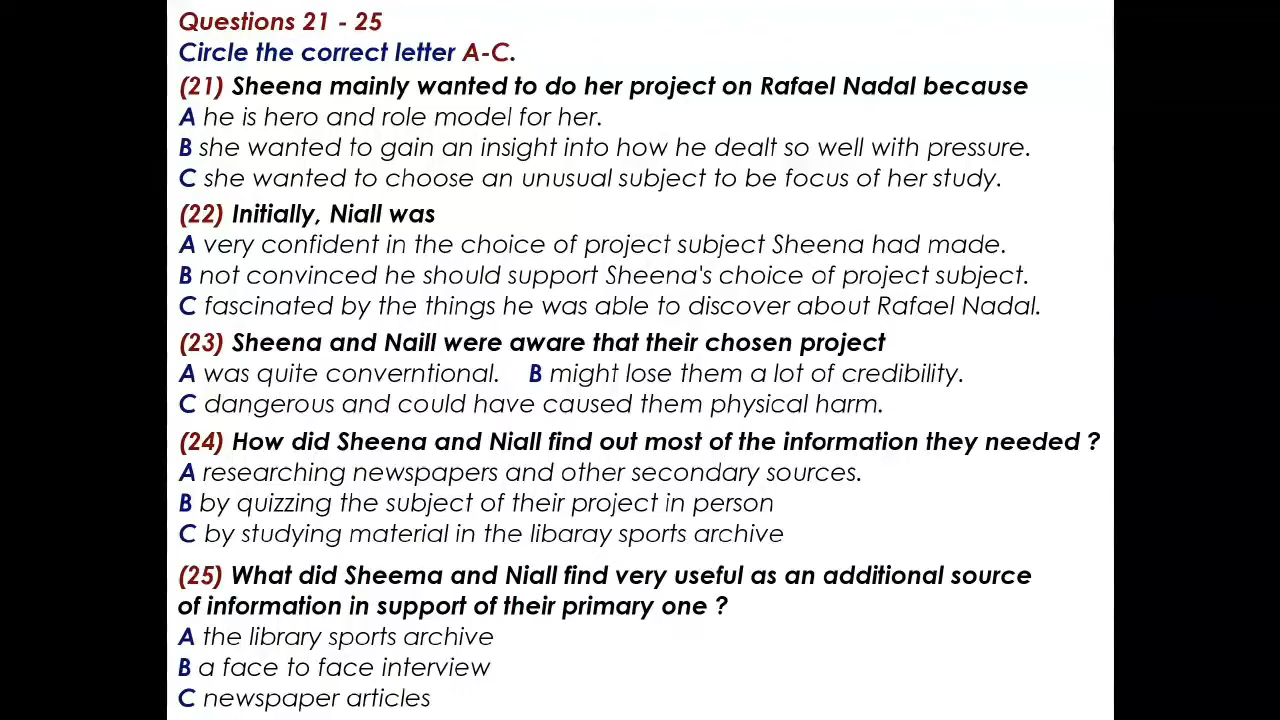 Questions 21 - 25
Circle the correct letter A-C.
(21) Sheena mainly wanted to do her project on Rafael Nadal because
A he is hero and role model for her.
B she wanted to gain an insight into how he dealt so well with pressure.
C she wanted to choose an unusual subject to be focus of her study.
(22) Initially, Niall was
A very confident in the choice of project subject Sheena had made.
B not convinced he should support Sheena's choice of project subject.
C fascinated by the things he was able to discover about Rafael Nadal.
(23) Sheena and Naill were aware that their chosen project
A was quite converntional. B might lose them a lot of credibility.
C dangerous and could have caused them physical harm.
(24) How did Sheena and Niall find out most of the information they needed ?
A researching newspapers and other secondary sources.
B by quizzing the subject of their project in person
C by studying material in the libaray sports archive
(25) What did Sheema and Niall find very useful as an additional source
of information in support of their primary one ?
A the library sports archive
B a face to face interview
C newspaper articles